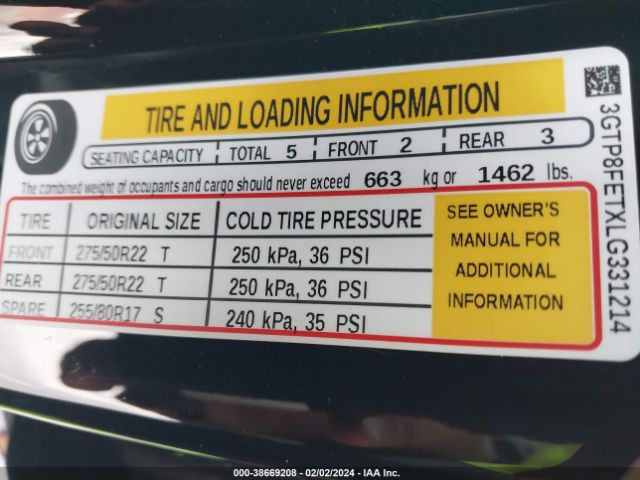 TIRE AND LOADING INFORMATION
SEATING CAPACITY ¦ TOTAL 5 ¦ FRONT 2 ¦ REAR 3
The combined weight of occupants and cargo should never exceed 663 kg or 1462 lbs.
TIRE ORIGINAL SIZE COLD TIRE PRESSURE
FRONT 275/50R22 T 250 kPa, 36 PSI
REAR 275/50R22 T 250 kPa, 36 PSI
SPARE 255/80R17 S 240 kPa, 35 PSI
SEE OWNER'S
MANUAL FOR
ADDITIONAL
INFORMATION
3GTP8FETXLG331214
000-38669208 - 02/02/2024 - IAA Inc.